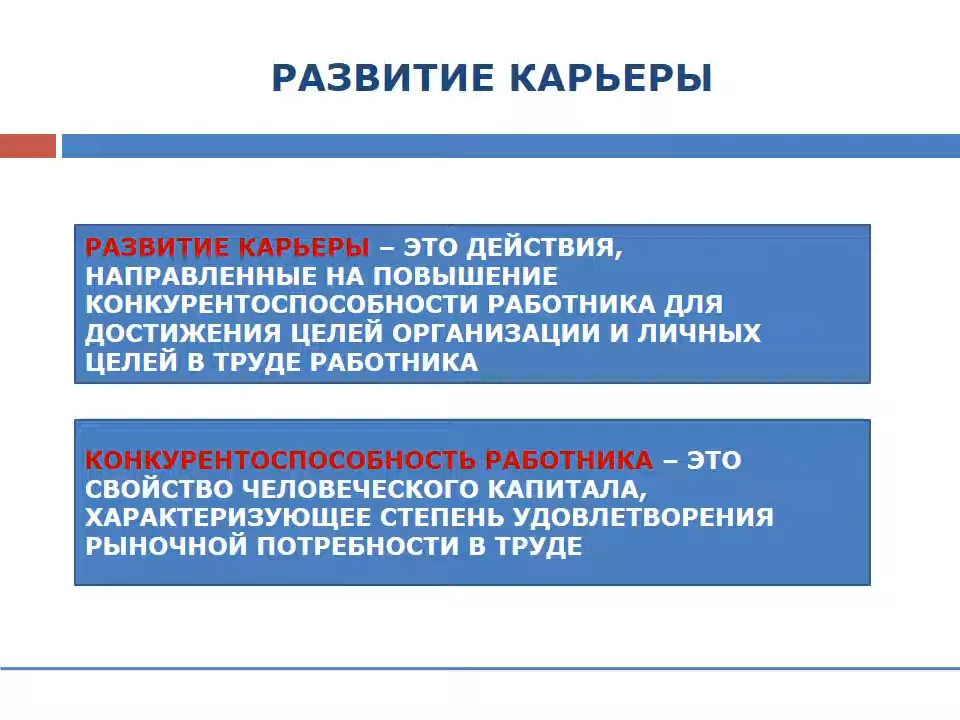 РАЗВИТИЕ КАРЬЕРЫ
РАЗВИТИЕ КАРЬЕРЫ – ЭТО ДЕЙСТВИЯ,
НАПРАВЛЕННЫЕ НА ПОВЫШЕНИЕ
КОНКУРЕНТОСПОСОБНОСТИ РАБОТНИКА ДЛЯ
ДОСТИЖЕНИЯ ЦЕЛЕЙ ОРГАНИЗАЦИИ И ЛИЧНЫХ
ЦЕЛЕЙ В ТРУДЕ РАБОТНИКА
КОНКУРЕНТОСПОСОБНОСТЬ РАБОТНИКА – ЭТО
СВОЙСТВО ЧЕЛОВЕЧЕСКОГО КАПИТАЛА,
ХАРАКТЕРИЗУЮЩЕЕ СТЕПЕНЬ УДОВЛЕТВОРЕНИЯ
РЫНОЧНОЙ ПОТРЕБНОСТИ В ТРУДЕ